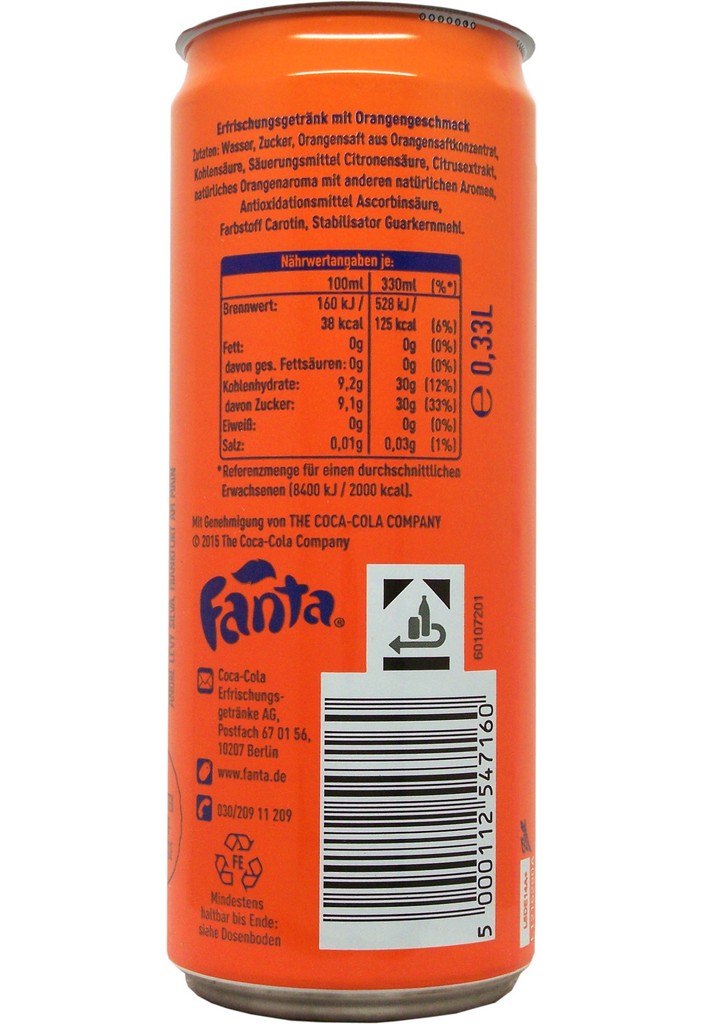 Erfrischungsgetränk mit Orangengeschmack
Zutaten: Wasser, Zucker, Orangensaft aus Orangensaftkonzentrat,
Kohlensäure, Säuerungsmittel Citronensäure, Citrusextrakt,
natürliches Orangenaroma mit anderen natürlichen Aromen,
Antioxidationsmittel Ascorbinsäure,
Farbstoff Carotin, Stabilisator Guarkernmehl.
Nährwertangaben je:
100ml 330ml (%*)
Brennwert: 160 kJ / 528 kJ /
38 kcal 125 kcal (6%)
Fett: 0g 0g (0%)
davon ges. Fettsäuren: 0g 0g (0%)
Kohlenhydrate: 9,2g 30g (12%)
davon Zucker: 9,1g 30g (33%)
Eiweiß: 0g 0g (0%)
Salz: 0,01g 0,03g (1%)
*Referenzmenge für einen durchschnittlichen
Erwachsenen (8400 kJ / 2000 kcal).
e 0,33L
Mit Genehmigung von THE COCA-COLA COMPANY
© 2015 The Coca-Cola Company
Fanta®
60107201
Coca-Cola
Erfrischungs-
getränke AG,
Postfach 67 01 56,
10207 Berlin
www.fanta.de
030/209 11 209
FE
Mindestens
haltbar bis Ende:
siehe Dosenboden
5 000112 547160